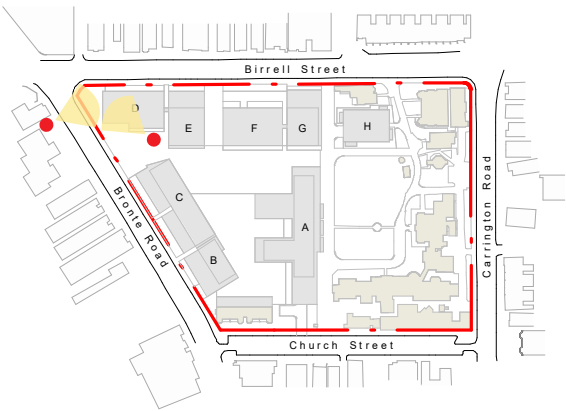 Birrell Street
D
E
F
G
H
C
B
A
Bronte Road
Carrington Road
Church Street